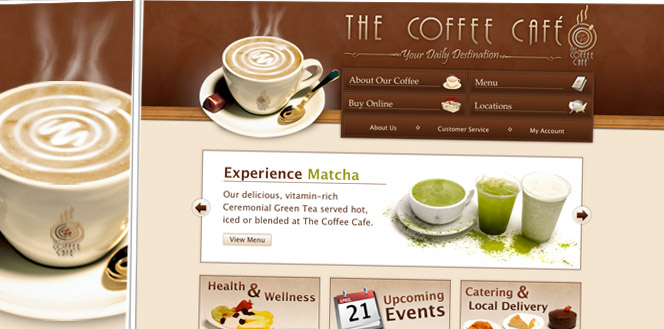 THE COFFEE CAFÉ
Your Daily Destination
THE
COFFEE
CAFÉ
About Our Coffee
Menu
Buy Online
Locations
About Us
Customer Service
My Account
COFFEE
CAFÉ
Experience Matcha
Our delicious, vitamin-rich
Ceremonial Green Tea served hot,
iced or blended at The Coffee Cafe.
View Menu
Health & Wellness
APRIL
21
Upcoming
Events
Catering &
Local Delivery